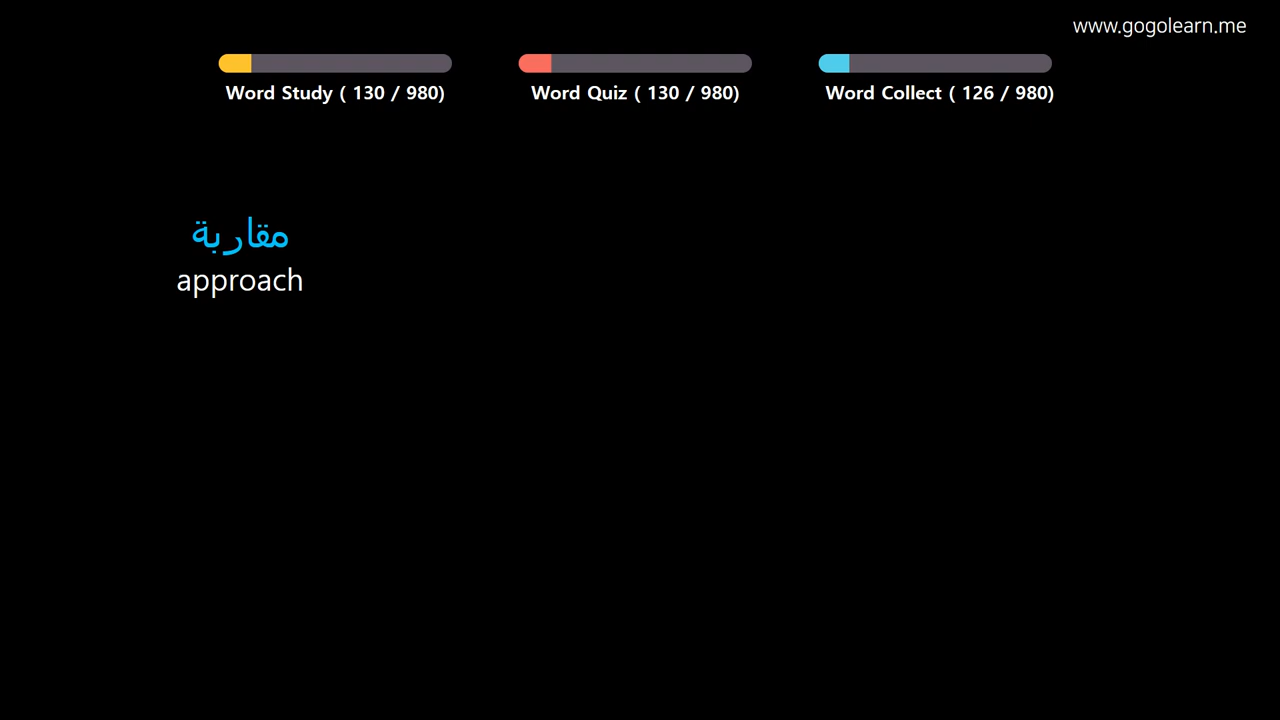 www.gogolearn.me
Word Study ( 130 / 980)
Word Quiz ( 130 / 980)
Word Collect ( 126 / 980)
مقاربة
approach